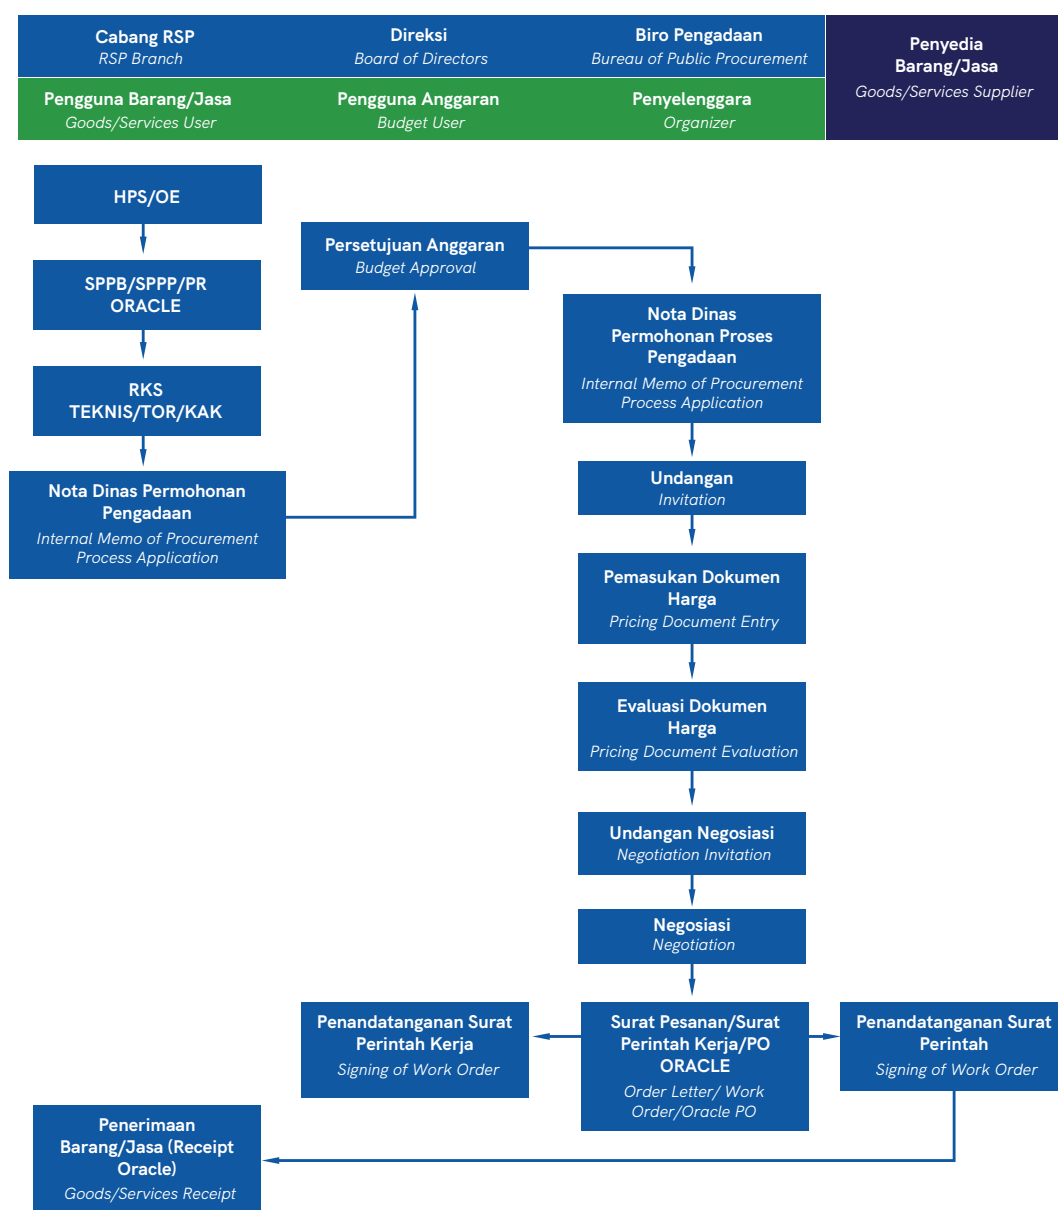 Cabang RSP
RSP Branch
Direksi
Board of Directors
Biro Pengadaan
Bureau of Public Procurement
Penyedia
Barang/Jasa
Goods/Services Supplier
Pengguna Barang/Jasa
Goods/Services User
Pengguna Anggaran
Budget User
Penyelenggara
Organizer
HPS/OE
SPPB/SPPP/PR
ORACLE
RKS
TEKNIS/TOR/KAK
Nota Dinas Permohonan
Pengadaan
Internal Memo of Procurement
Process Application
Persetujuan Anggaran
Budget Approval
Nota Dinas
Permohonan Proses
Pengadaan
Internal Memo of Procurement
Process Application
Undangan
Invitation
Pemasukan Dokumen
Harga
Pricing Document Entry
Evaluasi Dokumen
Harga
Pricing Document Evaluation
Undangan Negosiasi
Negotiation Invitation
Negosiasi
Negotiation
Penandatanganan Surat
Perintah Kerja
Signing of Work Order
Surat Pesanan/Surat
Perintah Kerja/PO
ORACLE
Order Letter/ Work
Order/Oracle PO
Penandatanganan Surat
Perintah
Signing of Work Order
Penerimaan
Barang/Jasa (Receipt
Oracle)
Goods/Services Receipt